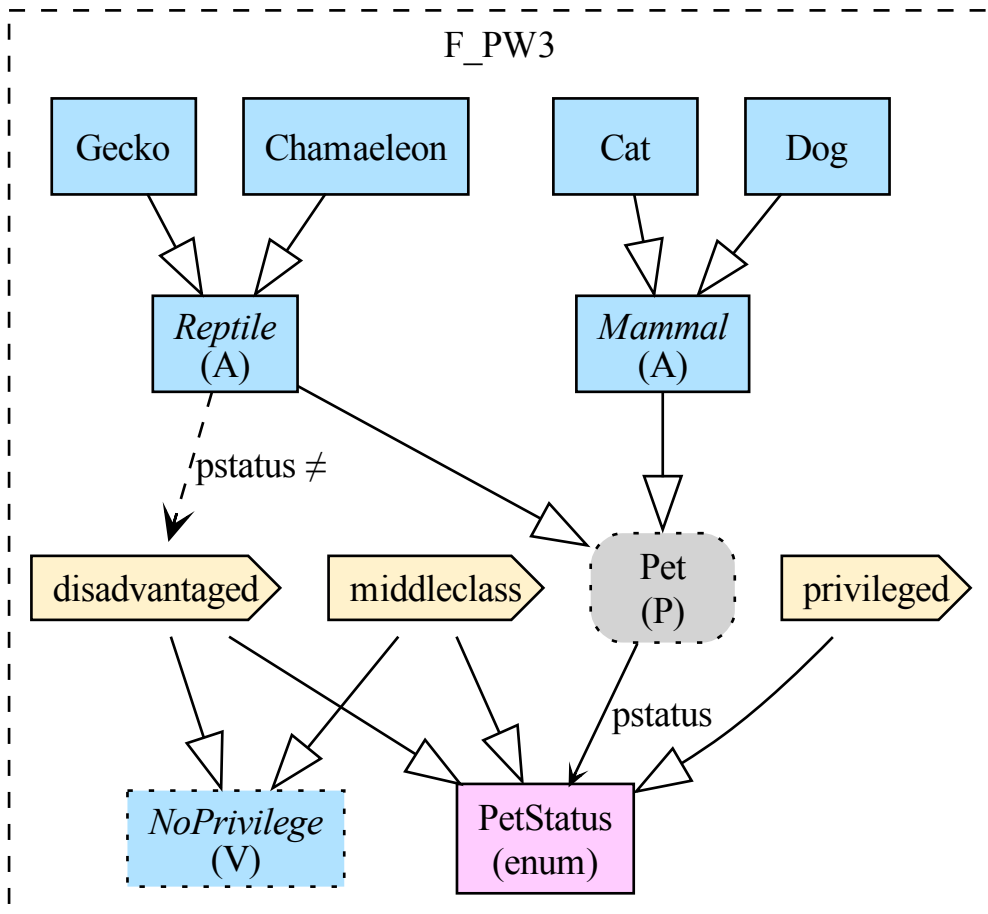 F_PW3
Gecko
Chamaeleon
Cat
Dog
Reptile
(A)
Mammal
(A)
pstatus ≠
disadvantaged
middleclass
Pet
(P)
privileged
pstatus
NoPrivilege
(V)
PetStatus
(enum)